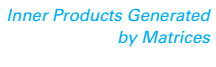 Inner Products Generated
by Matrices